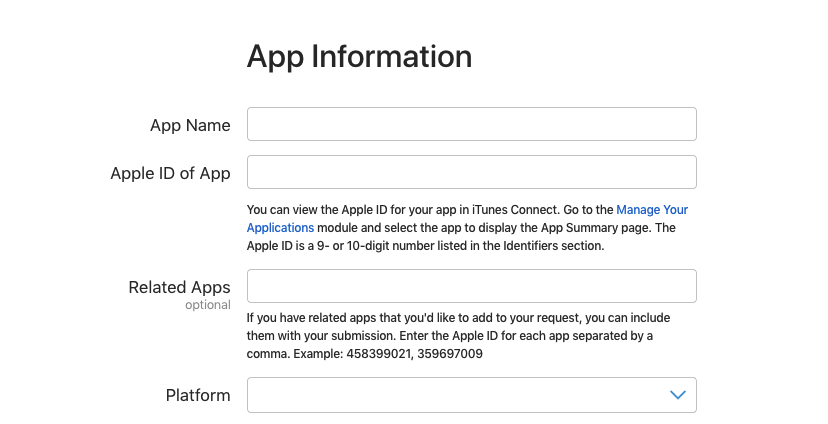 App Information
App Name
Apple ID of App
You can view the Apple ID for your app in iTunes Connect. Go to the Manage Your
Applications module and select the app to display the App Summary page. The
Apple ID is a 9- or 10-digit number listed in the Identifiers section.
Related Apps
optional
If you have related apps that you'd like to add to your request, you can include
them with your submission. Enter the Apple ID for each app separated by a
comma. Example: 458399021, 359697009
Platform